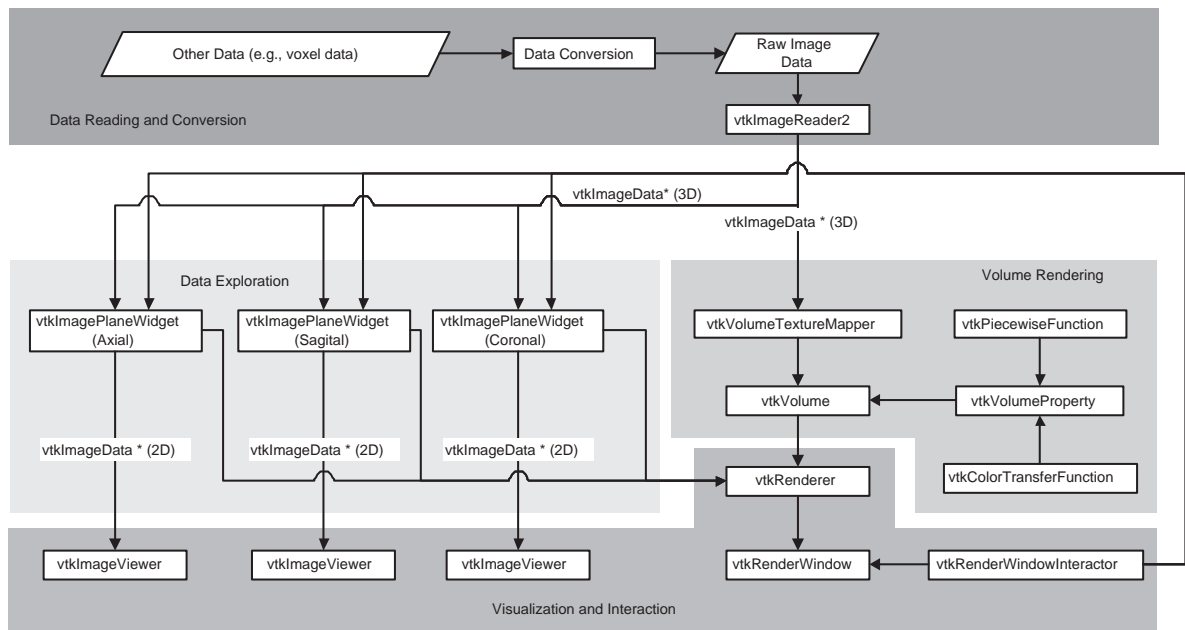 Other Data (e.g., voxel data)
Data Conversion
Raw Image
Data
Data Reading and Conversion
vtkImageReader2
vtkImageData* (3D)
vtkImageData * (3D)
Data Exploration
Volume Rendering
vtkImagePlaneWidget
(Axial)
vtkImagePlaneWidget
(Sagital)
vtkImagePlaneWidget
(Coronal)
vtkVolumeTextureMapper
vtkPiecewiseFunction
vtkVolume
vtkVolumeProperty
vtkImageData * (2D)
vtkImageData * (2D)
vtkImageData * (2D)
vtkRenderer
vtkColorTransferFunction
vtkImageViewer
vtkImageViewer
vtkImageViewer
vtkRenderWindow
vtkRenderWindowInteractor
Visualization and Interaction